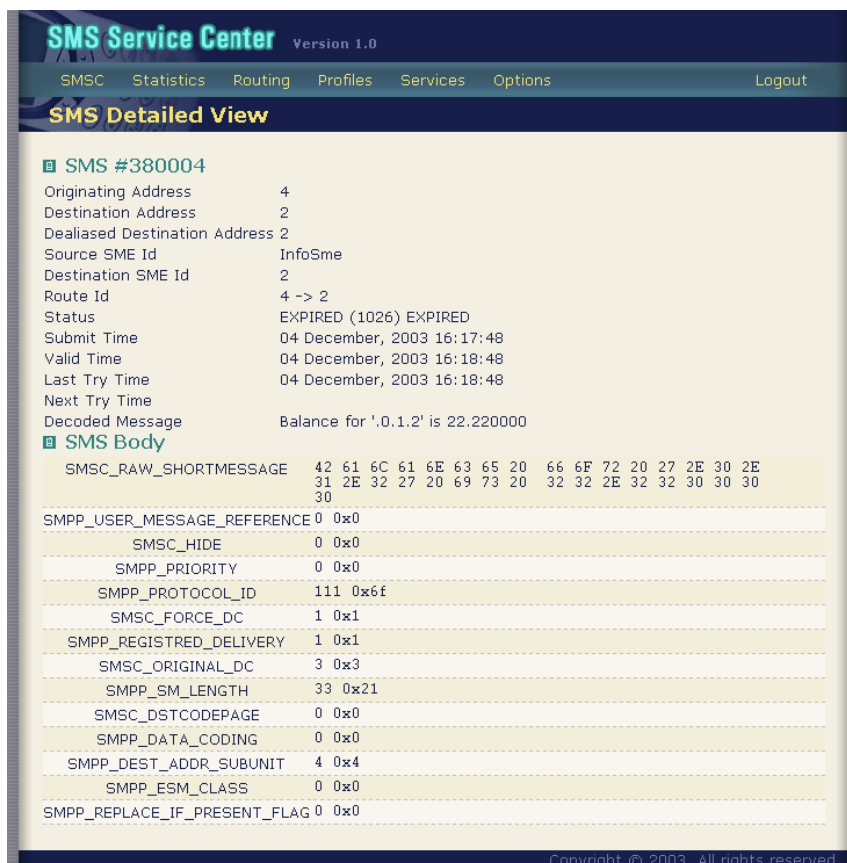 SMS Service Center Version 1.0
SMSC Statistics Routing Profiles Services Options Logout
SMS Detailed View
SMS #380004
Originating Address 4
Destination Address 2
Dealiased Destination Address 2
Source SME Id InfoSme
Destination SME Id 2
Route Id 4 -> 2
Status EXPIRED (1026) EXPIRED
Submit Time 04 December, 2003 16:17:48
Valid Time 04 December, 2003 16:18:48
Last Try Time 04 December, 2003 16:18:48
Next Try Time
Decoded Message Balance for '.0.1.2' is 22.220000
SMS Body
SMSC_RAW_SHORTMESSAGE 42 61 6C 61 6E 63 65 20 66 6F 72 20 27 2E 30 2E
31 2E 32 27 20 69 73 20 32 32 2E 32 32 30 30 30
30
SMPP_USER_MESSAGE_REFERENCE 0 0x0
SMSC_HIDE 0 0x0
SMPP_PRIORITY 0 0x0
SMPP_PROTOCOL_ID 111 0x6f
SMSC_FORCE_DC 1 0x1
SMPP_REGISTRED_DELIVERY 1 0x1
SMSC_ORIGINAL_DC 3 0x3
SMPP_SM_LENGTH 33 0x21
SMSC_DSTCODEPAGE 0 0x0
SMPP_DATA_CODING 0 0x0
SMPP_DEST_ADDR_SUBUNIT 4 0x4
SMPP_ESM_CLASS 0 0x0
SMPP_REPLACE_IF_PRESENT_FLAG 0 0x0
Copyright © 2003. All rights reserved